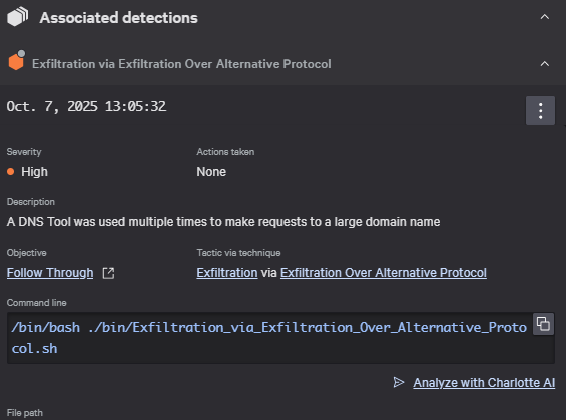 Associated detections
Exfiltration via Exfiltration Over Alternative Protocol
Oct. 7, 2025 13:05:32
Severity Actions taken
High None
Description
A DNS Tool was used multiple times to make requests to a large domain name
Objective Tactic via technique
Follow Through Exfiltration via Exfiltration Over Alternative Protocol
Command line
/bin/bash ./bin/Exfiltration_via_Exfiltration_Over_Alternative_Proto
col.sh
Analyze with Charlotte AI
File path